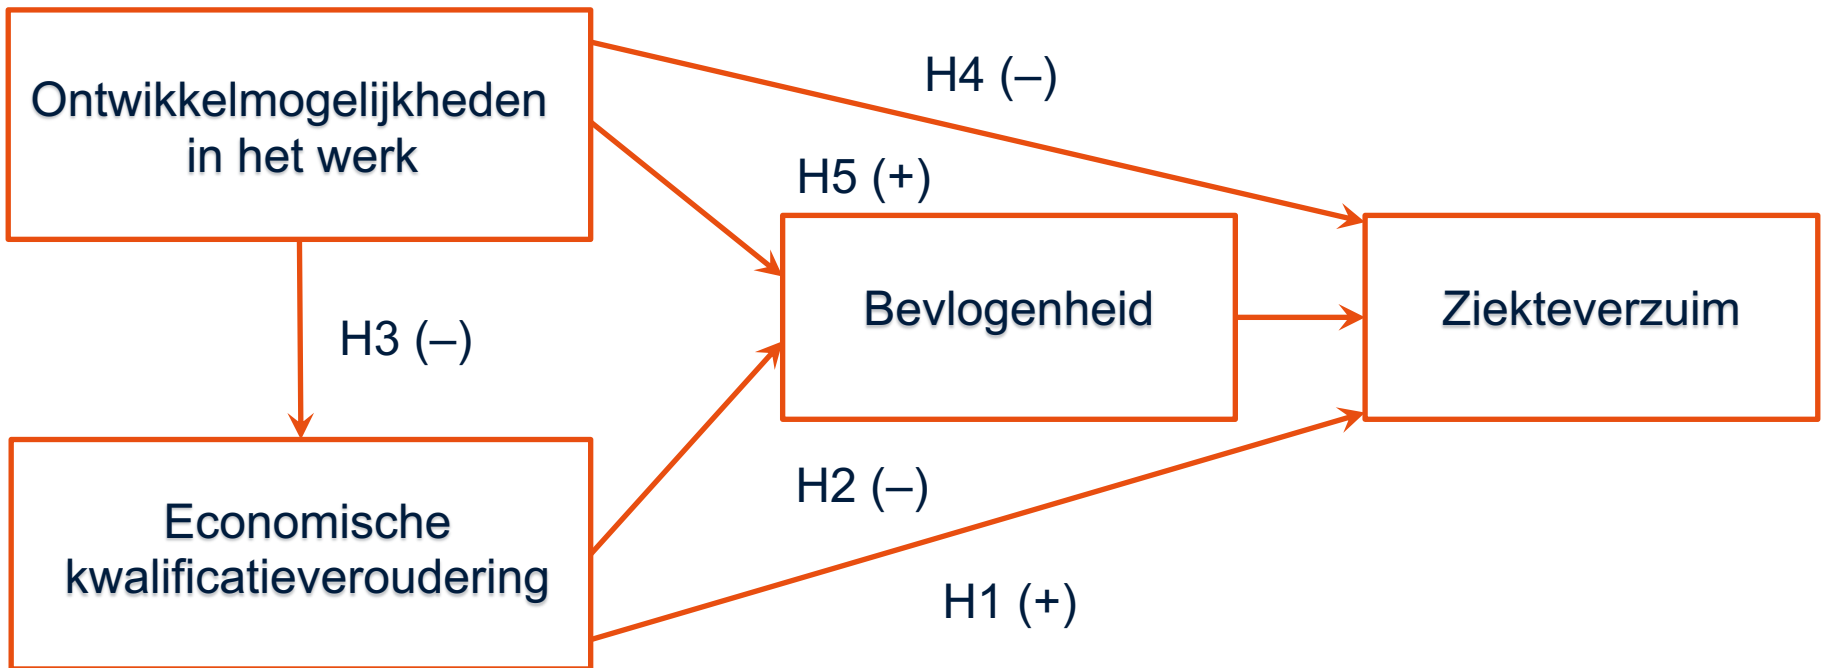 Ontwikkelmogelijkheden
in het werk
H4 (–)
H5 (+)
Bevlogenheid
Ziekteverzuim
H3 (–)
H2 (–)
Economische
kwalificatieveroudering
H1 (+)